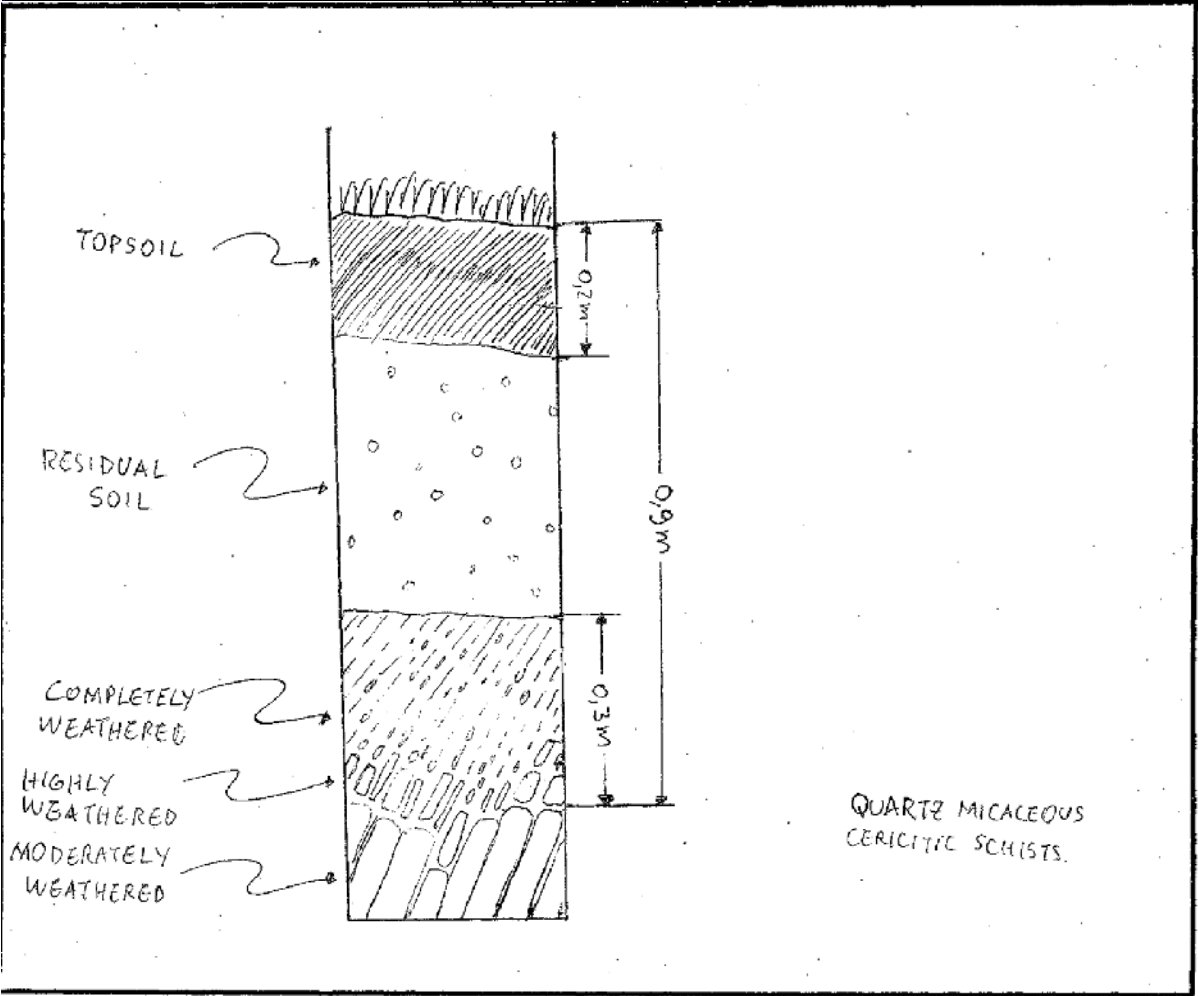 TOPSOIL
0,2m
RESIDUAL
SOIL
0,9m
COMPLETELY
WEATHERED
0,3m
HIGHLY
WEATHERED
MODERATELY
WEATHERED
QUARTZ MICACEOUS
CERICITIC SCHISTS.